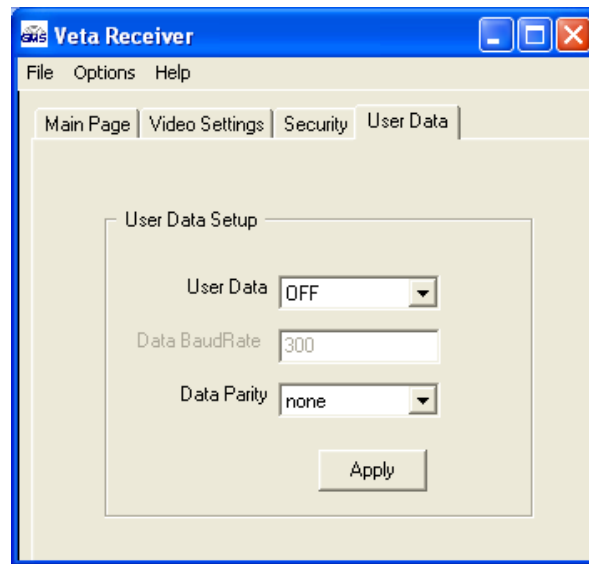 GMS Veta Receiver
File Options Help
Main Page Video Settings Security User Data
User Data Setup
User Data OFF
Data BaudRate 300
Data Parity none
Apply